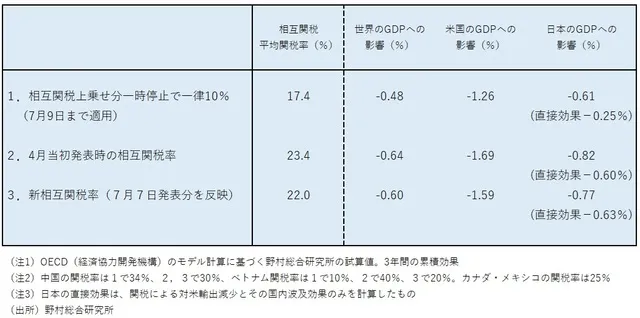 相互関税
平均関税率（%）
世界のGDPへの
影響（%）
米国のGDPへの
影響（%）
日本のGDPへの
影響（%）
1．相互関税上乗せ分一時停止で一律10%
（7月9日まで適用）
17.4
-0.48
-1.26
-0.61
（直接効果－0.25%）
2．4月当初発表時の相互関税率
23.4
-0.64
-1.69
-0.82
（直接効果－0.60%）
3．新相互関税率（７月７日発表分を反映）
22.0
-0.60
-1.59
-0.77
（直接効果－0.63%）
（注1）OECD（経済協力開発機構）のモデル計算に基づく野村総合研究所の試算値。3年間の累積効果
（注2）中国の関税率は１で34%、２，３で30%、ベトナム関税率は１で10%、２で40%、３で20%。カナダ・メキシコの関税率は25%
（注3）日本の直接効果は、関税による対米輸出減少とその国内波及効果のみを計算したもの
（出所）野村総合研究所